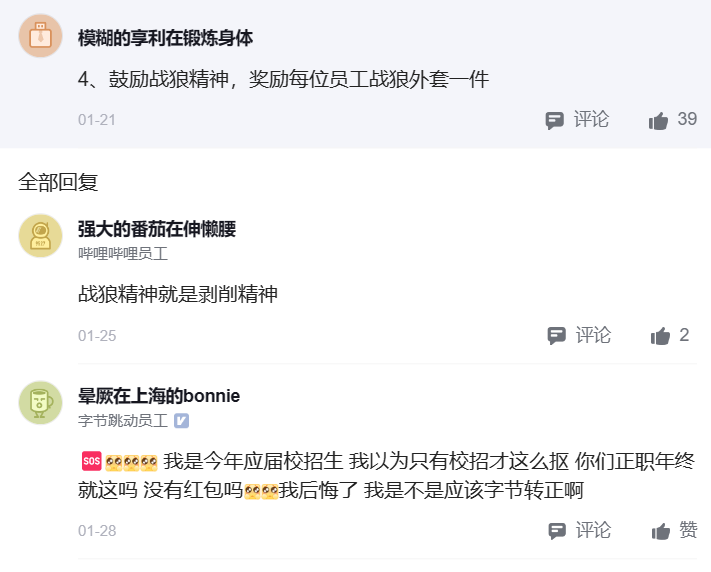 模糊的享利在锻炼身体
4、鼓励战狼精神，奖励每位员工战狼外套一件
01-21
评论
39
全部回复
强大的番茄在伸懒腰
哔哩哔哩员工
战狼精神就是剥削精神
01-25
评论
2
晕厥在上海的bonnie
字节跳动员工
SOS 我是今年应届校招生 我以为只有校招才这么抠 你们正职年终
就这吗 没有红包吗我后悔了 我是不是应该字节转正啊
01-28
评论
赞